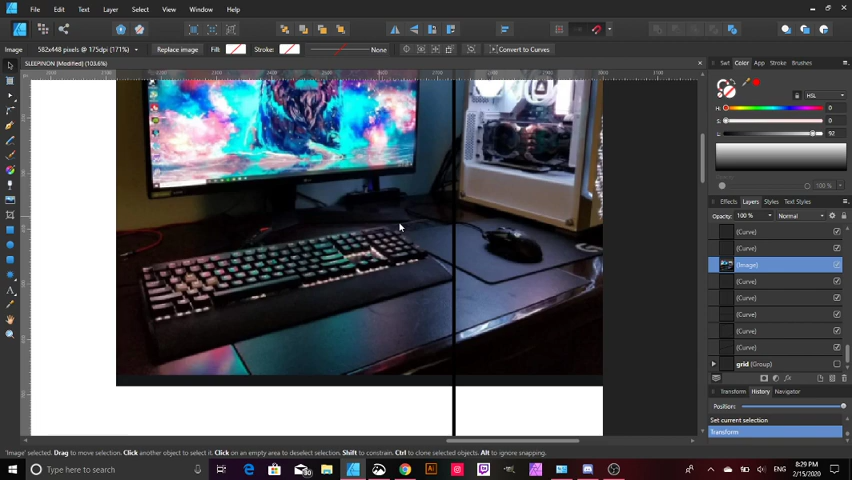 File Edit Text Layer Select View Window Help
Image 582x448 pixels @ 175dpi (171%) Replace image Fill: Stroke: None Convert to Curves
SLEEPINON [Modified] (103.6%)
Color App Stroke Brushes
HSL
H: 0
S: 0
L: 92
100 %
Effects Layers Styles Text Styles
Opacity: 100 % Normal
(Curve)
(Curve)
(Image)
(Curve)
(Curve)
(Curve)
(Curve)
(Curve)
grid (Group)
Transform History Navigator
Position:
Set current selection
Transform
'Image' selected. Drag to move selection. Click another object to select it. Click on an empty area to deselect selection. Shift to constrain. Ctrl to clone selected objects. Alt to ignore snapping.
Type here to search
ENG
8:29 PM
2/15/2020